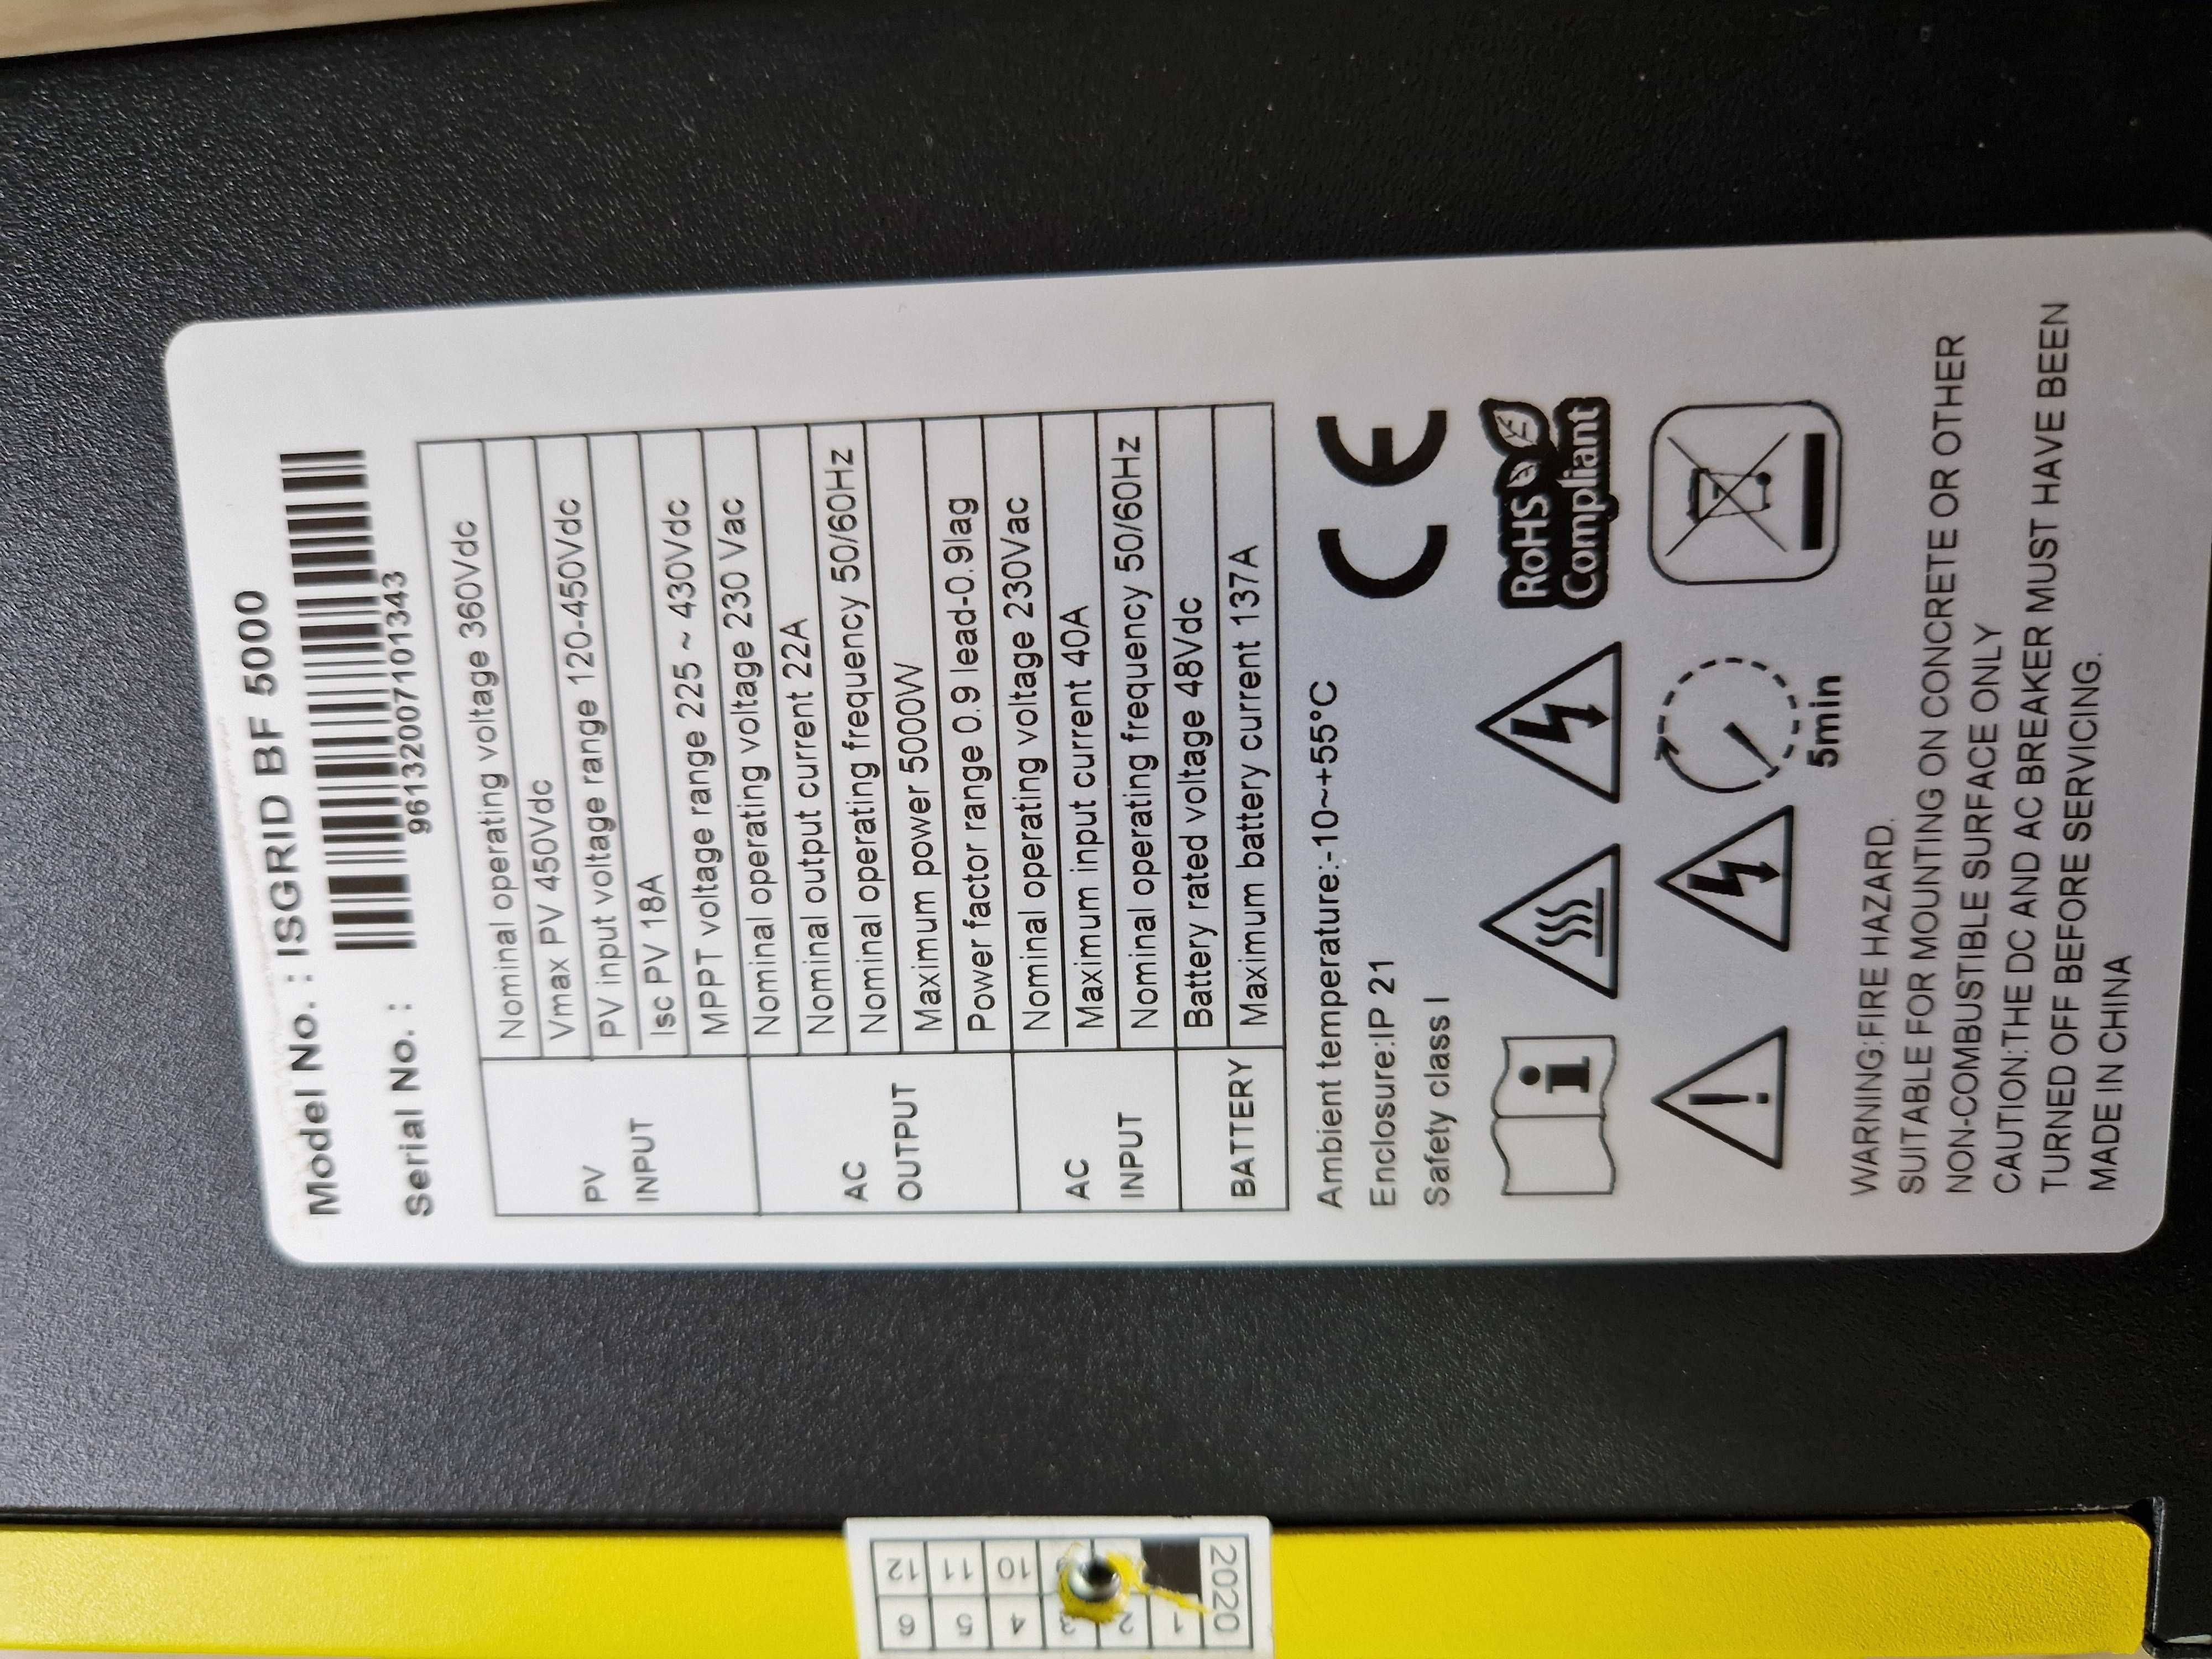 Model No. : ISGRID BF 5000
Serial No. :
96132007101343
PV
INPUT
Nominal operating voltage 360Vdc
Vmax PV 450Vdc
PV input voltage range 120-450Vdc
Isc PV 18A
MPPT voltage range 225 ~ 430Vdc
AC
OUTPUT
Nominal operating voltage 230 Vac
Nominal output current 22A
Nominal operating frequency 50/60Hz
Maximum power 5000W
Power factor range 0.9 lead-0.9lag
AC
INPUT
Nominal operating voltage 230Vac
Maximum input current 40A
Nominal operating frequency 50/60Hz
BATTERY
Battery rated voltage 48Vdc
Maximum battery current 137A
Ambient temperature:-10~+55°C
Enclosure:IP 21
Safety class I
CE
i
RoHS
Compliant
!
5min
WARNING:FIRE HAZARD.
SUITABLE FOR MOUNTING ON CONCRETE OR OTHER
NON-COMBUSTIBLE SURFACE ONLY
CAUTION:THE DC AND AC BREAKER MUST HAVE BEEN
TURNED OFF BEFORE SERVICING.
MADE IN CHINA
2020
1
2
3
4 10
5 11
6 12